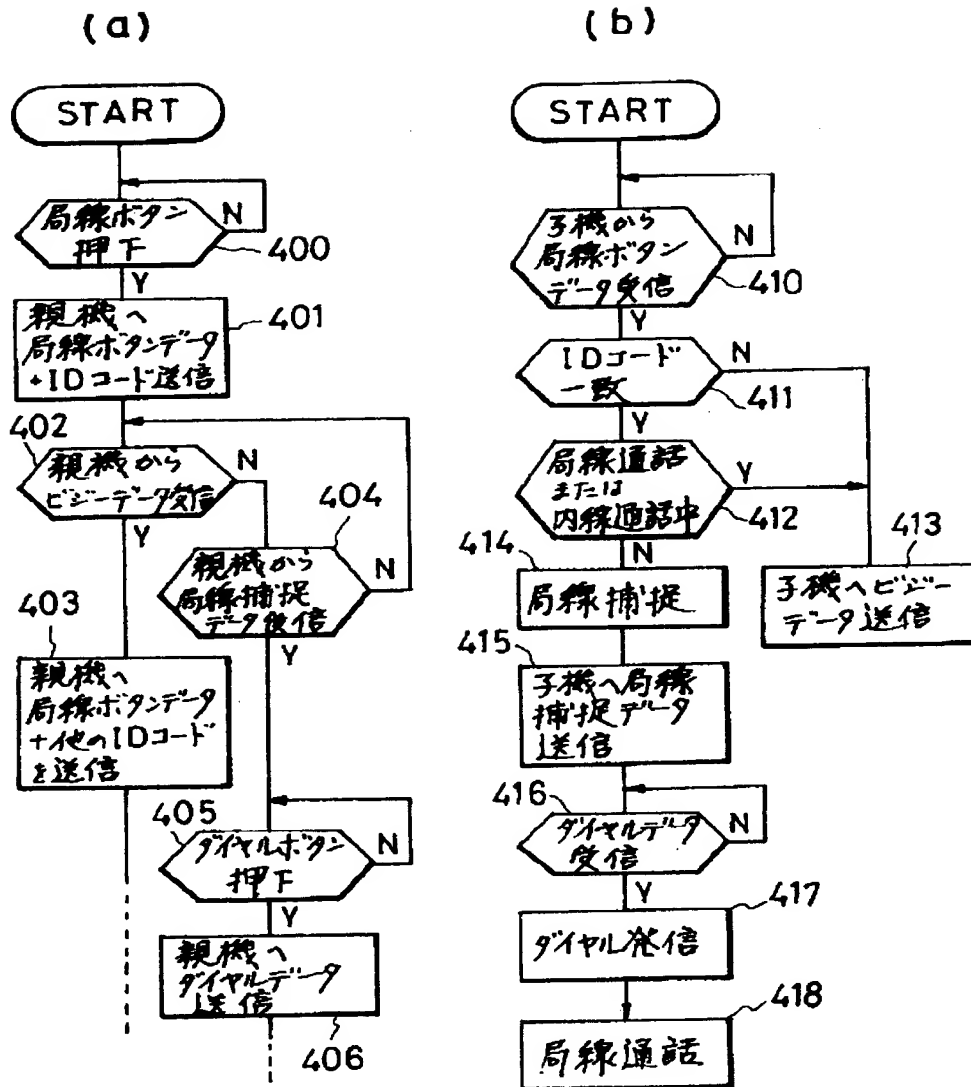 (a)
START
局線ボタン
押下
N
400
Y
親機へ
局線ボタンデータ
+IDコード送信
401
402
親機から
ビジーデータ受信
N
Y
404
親機から
局線捕捉
データ受信
N
Y
403
親機へ
局線ボタンデータ
+他のIDコード
を送信
405
ダイヤルボタン
押下
N
Y
親機へ
ダイヤルデータ
送信
406
(b)
START
子機から
局線ボタン
データ受信
N
410
Y
IDコード
一致
N
411
Y
局線通話
または
内線通話中
Y
412
N
413
子機へビジー
データ送信
414
局線捕捉
415
子機へ局線
捕捉データ
送信
416
ダイヤルデータ
受信
N
Y
417
ダイヤル発信
418
局線通話